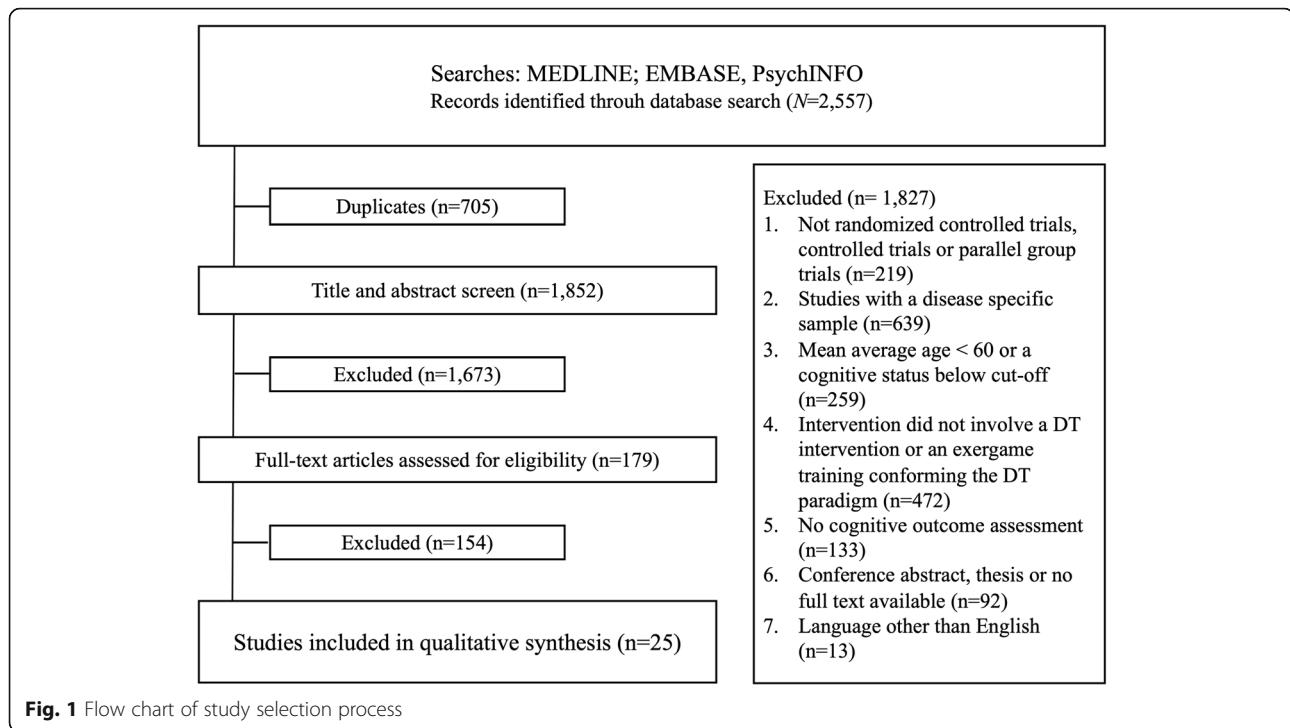 Searches: MEDLINE; EMBASE, PsychINFO
Records identified throuh database search (N=2,557)
Duplicates (n=705)
Title and abstract screen (n=1,852)
Excluded (n=1,673)
Full-text articles assessed for eligibility (n=179)
Excluded (n=154)
Studies included in qualitative synthesis (n=25)
Excluded (n= 1,827)
1. Not randomized controlled trials,
controlled trials or parallel group
trials (n=219)
2. Studies with a disease specific
sample (n=639)
3. Mean average age < 60 or a
cognitive status below cut-off
(n=259)
4. Intervention did not involve a DT
intervention or an exergame
training conforming the DT
paradigm (n=472)
5. No cognitive outcome assessment
(n=133)
6. Conference abstract, thesis or no
full text available (n=92)
7. Language other than English
(n=13)
Fig. 1 Flow chart of study selection process